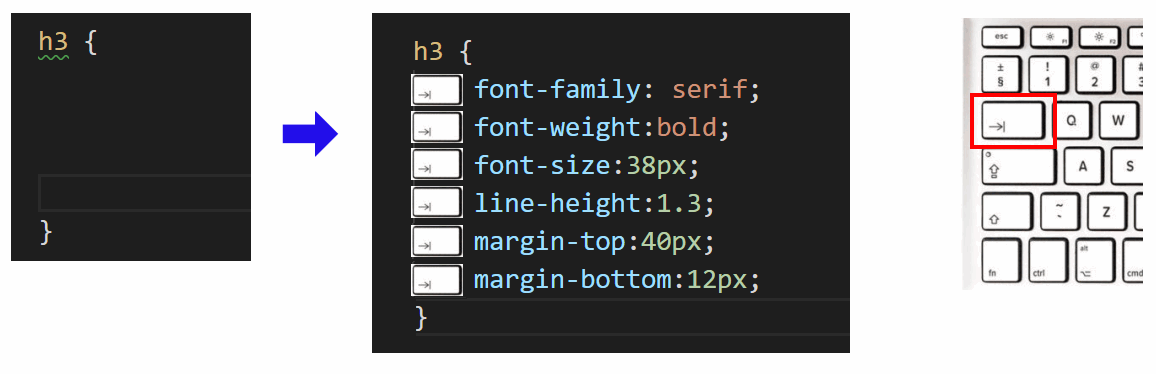 h3 {
}
h3 {
font-family: serif;
font-weight:bold;
font-size:38px;
line-height:1.3;
margin-top:40px;
margin-bottom:12px;
}
esc F1 F2
± § ! 1 @ 2 # 3
Q W
A S
~ ` Z
fn ctrl alt cmd